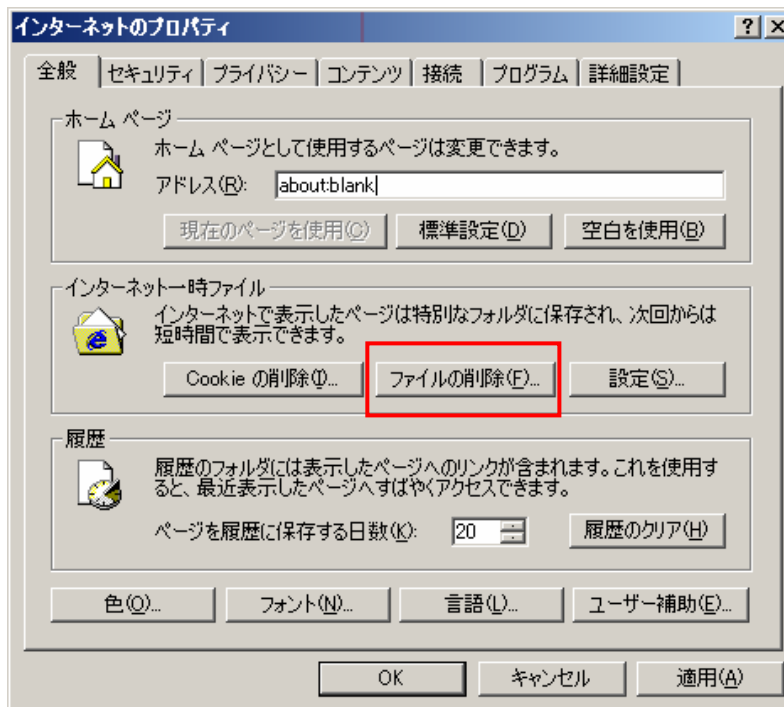 インターネットのプロパティ
全般 セキュリティ プライバシー コンテンツ 接続 プログラム 詳細設定
ホーム ページ
ホーム ページとして使用するページは変更できます。
アドレス(R): about:blank
現在のページを使用(C) 標準設定(D) 空白を使用(B)
インターネット一時ファイル
インターネットで表示したページは特別なフォルダに保存され、次回からは
短時間で表示できます。
Cookie の削除(I)... ファイルの削除(F)... 設定(S)...
履歴
履歴のフォルダには表示したページへのリンクが含まれます。これを使用す
ると、最近表示したページへすばやくアクセスできます。
ページを履歴に保存する日数(K): 20 履歴のクリア(H)
色(O)... フォント(N)... 言語(L)... ユーザー補助(E)...
OK キャンセル 適用(A)